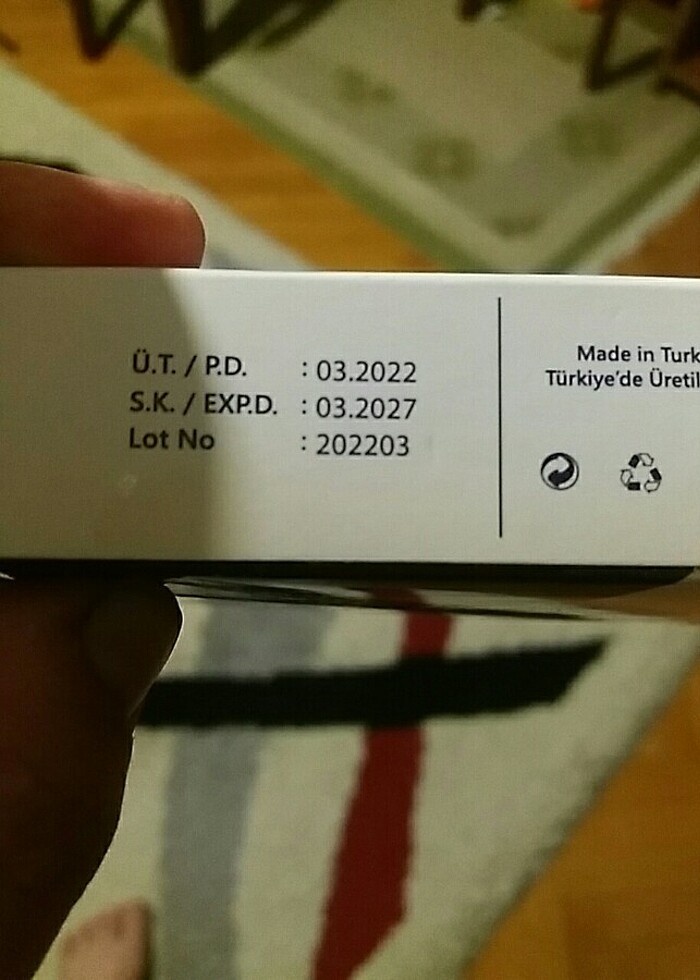 Ü.T. / P.D. : 03.2022
S.K. / EXP.D. : 03.2027
Lot No : 202203
Made in Turk
Türkiye'de Üretil